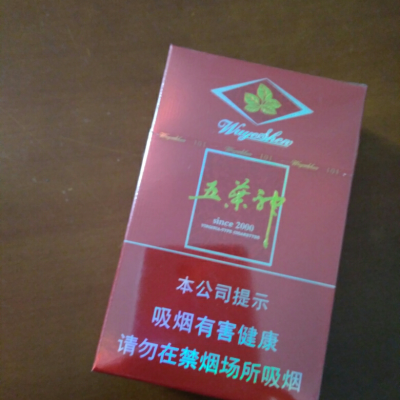 Wuyeshen
五葉神
since 2000
本公司提示
吸烟有害健康
请勿在禁烟场所吸烟